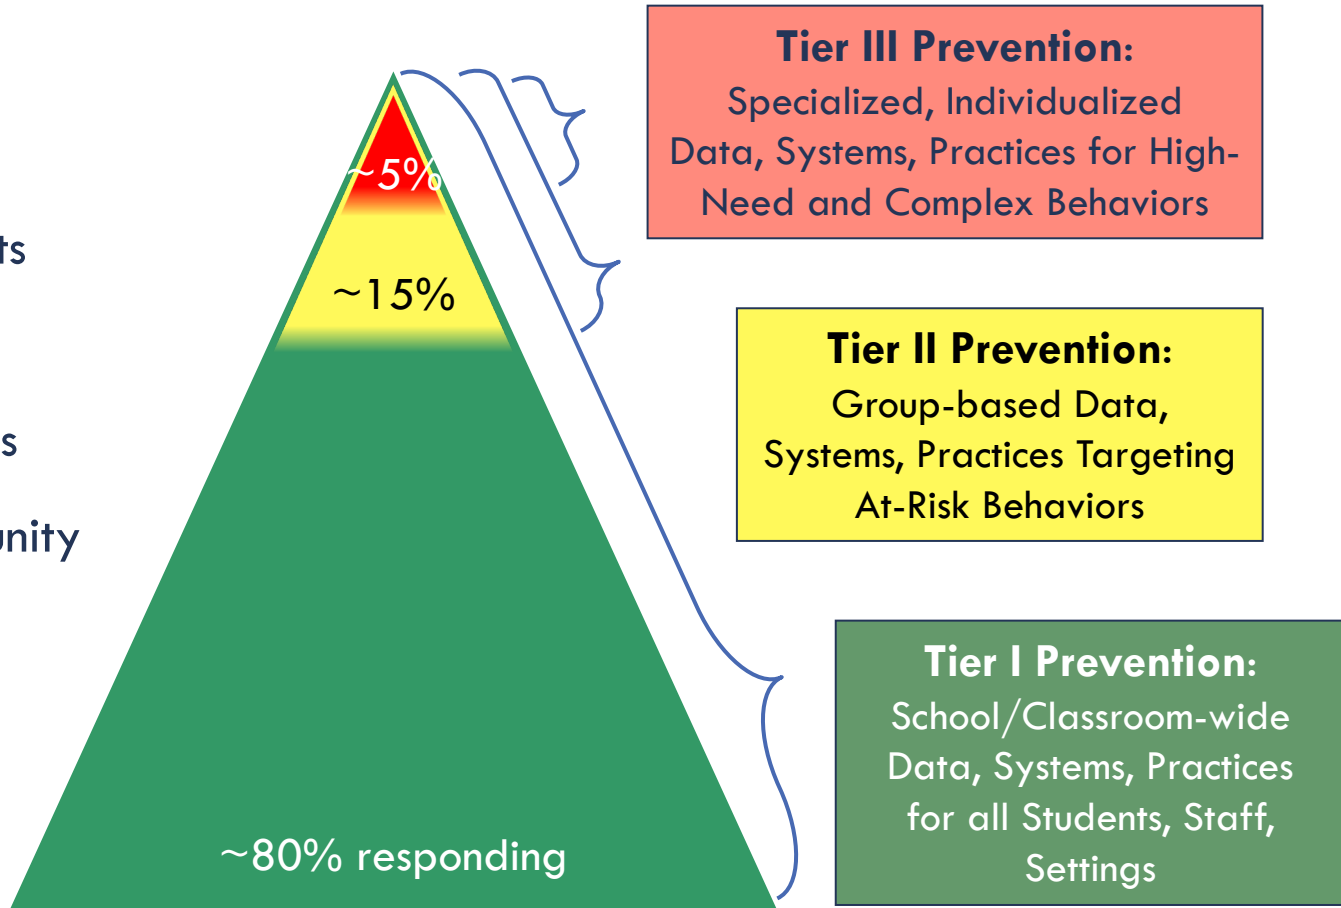 Tier III Prevention:
Specialized, Individualized
Data, Systems, Practices for High-
Need and Complex Behaviors
~5%
ts
~15%
Tier II Prevention:
Group-based Data,
Systems, Practices Targeting
At-Risk Behaviors
s
unity
Tier I Prevention:
School/Classroom-wide
Data, Systems, Practices
for all Students, Staff,
Settings
~80% responding